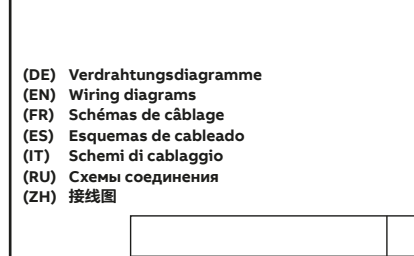 (DE) Verdrahtungsdiagramme
(EN) Wiring diagrams
(FR) Schémas de câblage
(ES) Esquemas de cableado
(IT) Schemi di cablaggio
(RU) Схемы соединения
(ZH) 接线图